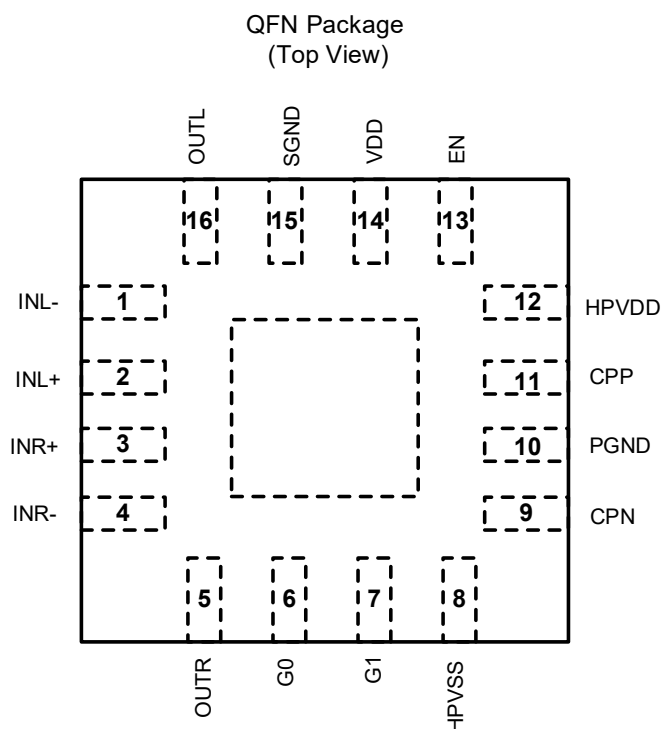 QFN Package
(Top View)
OUTL
SGND
VDD
EN
16
15
14
13
INL-
1
12
HPVDD
INL+
2
11
CPP
INR+
3
10
PGND
INR-
4
9
CPN
5
6
7
8
OUTR
G0
G1
HPVSS